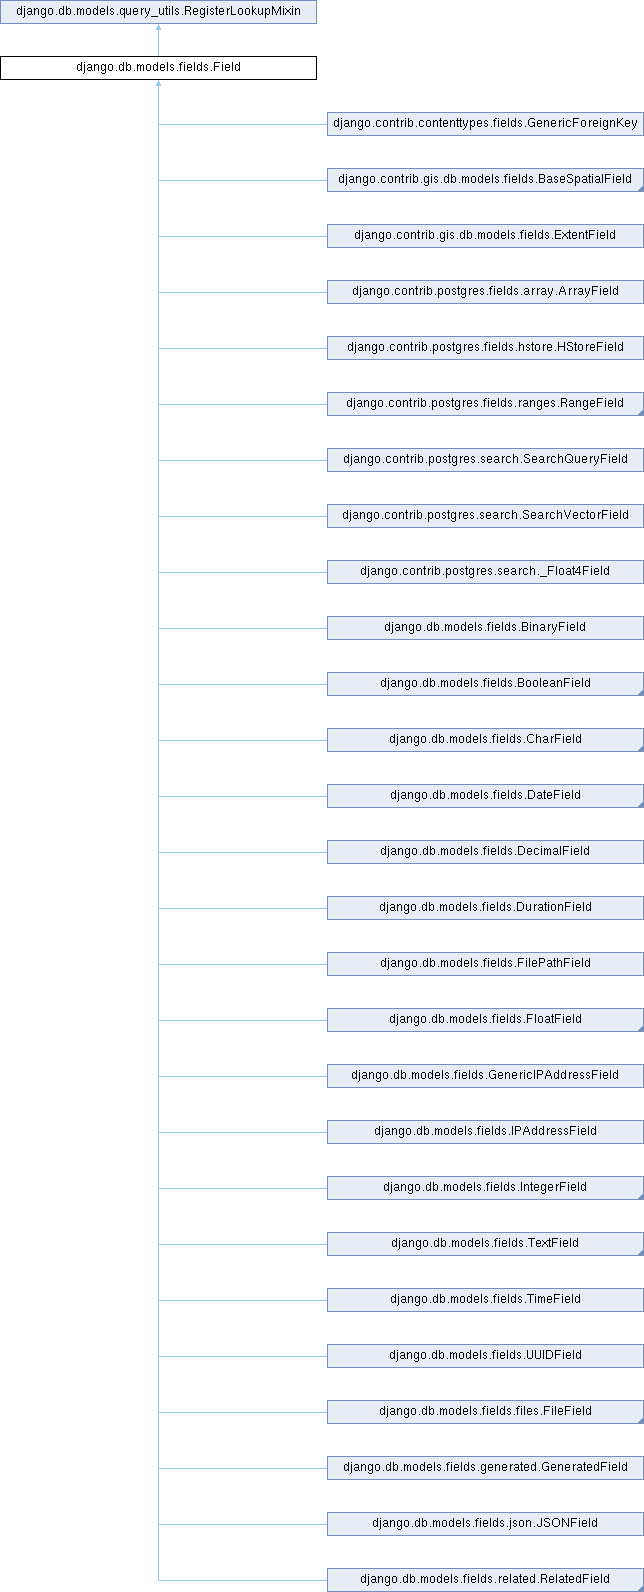 django.db.models.query_utils.RegisterLookupMixin
django.db.models.fields.Field
django.contrib.contenttypes.fields.GenericForeignKey
django.contrib.gis.db.models.fields.BaseSpatialField
django.contrib.gis.db.models.fields.ExtentField
django.contrib.postgres.fields.array.ArrayField
django.contrib.postgres.fields.hstore.HStoreField
django.contrib.postgres.fields.ranges.RangeField
django.contrib.postgres.search.SearchQueryField
django.contrib.postgres.search.SearchVectorField
django.contrib.postgres.search._Float4Field
django.db.models.fields.BinaryField
django.db.models.fields.BooleanField
django.db.models.fields.CharField
django.db.models.fields.DateField
django.db.models.fields.DecimalField
django.db.models.fields.DurationField
django.db.models.fields.FilePathField
django.db.models.fields.FloatField
django.db.models.fields.GenericIPAddressField
django.db.models.fields.IPAddressField
django.db.models.fields.IntegerField
django.db.models.fields.TextField
django.db.models.fields.TimeField
django.db.models.fields.UUIDField
django.db.models.fields.files.FileField
django.db.models.fields.generated.GeneratedField
django.db.models.fields.json.JSONField
django.db.models.fields.related.RelatedField